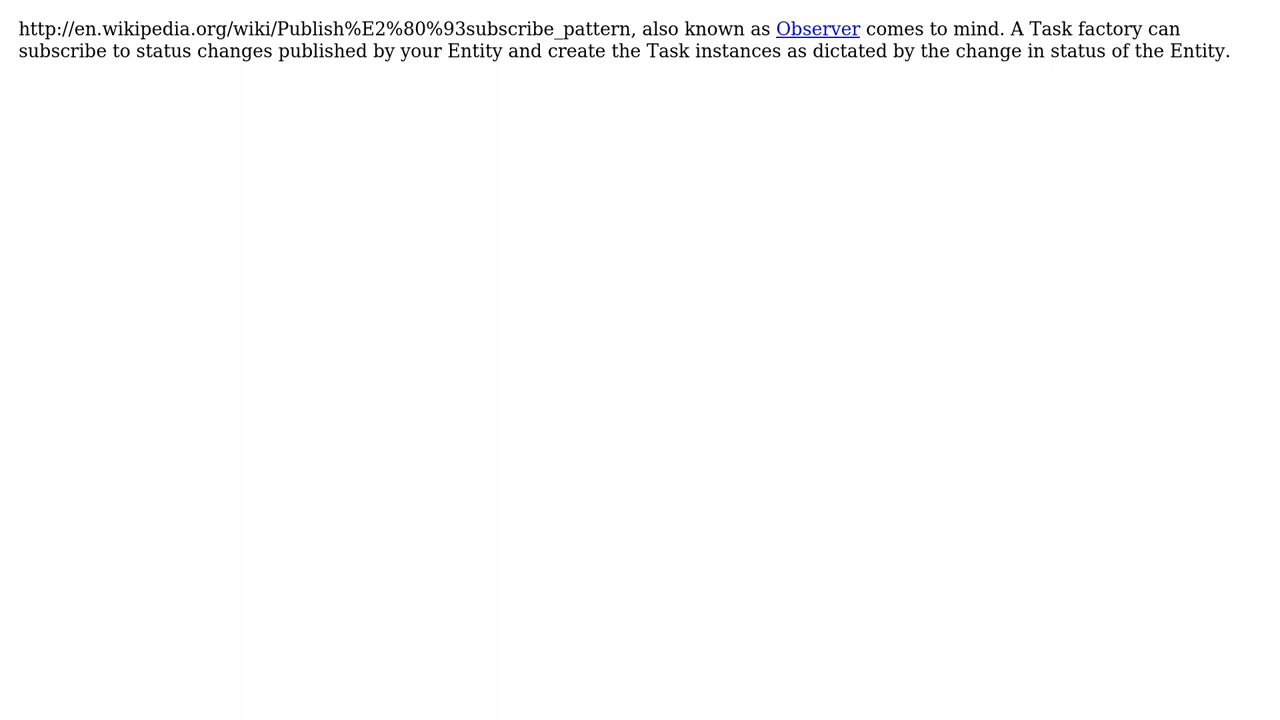 http://en.wikipedia.org/wiki/Publish%E2%80%93subscribe_pattern, also known as Observer comes to mind. A Task factory can
subscribe to status changes published by your Entity and create the Task instances as dictated by the change in status of the Entity.